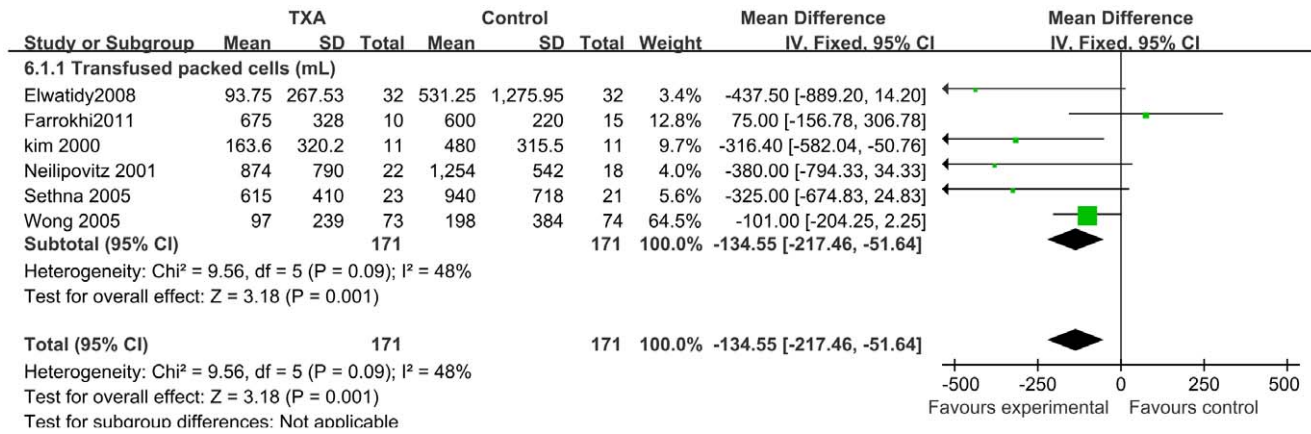 TXA Control Mean Difference Mean Difference
Study or Subgroup Mean SD Total Mean SD Total Weight IV, Fixed, 95% CI IV, Fixed, 95% CI
6.1.1 Transfused packed cells (mL)
Elwatidy2008 93.75 267.53 32 531.25 1,275.95 32 3.4% -437.50 [-889.20, 14.20]
Farrokhi2011 675 328 10 600 220 15 12.8% 75.00 [-156.78, 306.78]
kim 2000 163.6 320.2 11 480 315.5 11 9.7% -316.40 [-582.04, -50.76]
Neilipovitz 2001 874 790 22 1,254 542 18 4.0% -380.00 [-794.33, 34.33]
Sethna 2005 615 410 23 940 718 21 5.6% -325.00 [-674.83, 24.83]
Wong 2005 97 239 73 198 384 74 64.5% -101.00 [-204.25, 2.25]
Subtotal (95% CI) 171 171 100.0% -134.55 [-217.46, -51.64]
Heterogeneity: Chi² = 9.56, df = 5 (P = 0.09); I² = 48%
Test for overall effect: Z = 3.18 (P = 0.001)
Total (95% CI) 171 171 100.0% -134.55 [-217.46, -51.64]
Heterogeneity: Chi² = 9.56, df = 5 (P = 0.09); I² = 48%
Test for overall effect: Z = 3.18 (P = 0.001)
Test for subgroup differences: Not applicable
-500 -250 0 250 500
Favours experimental Favours control